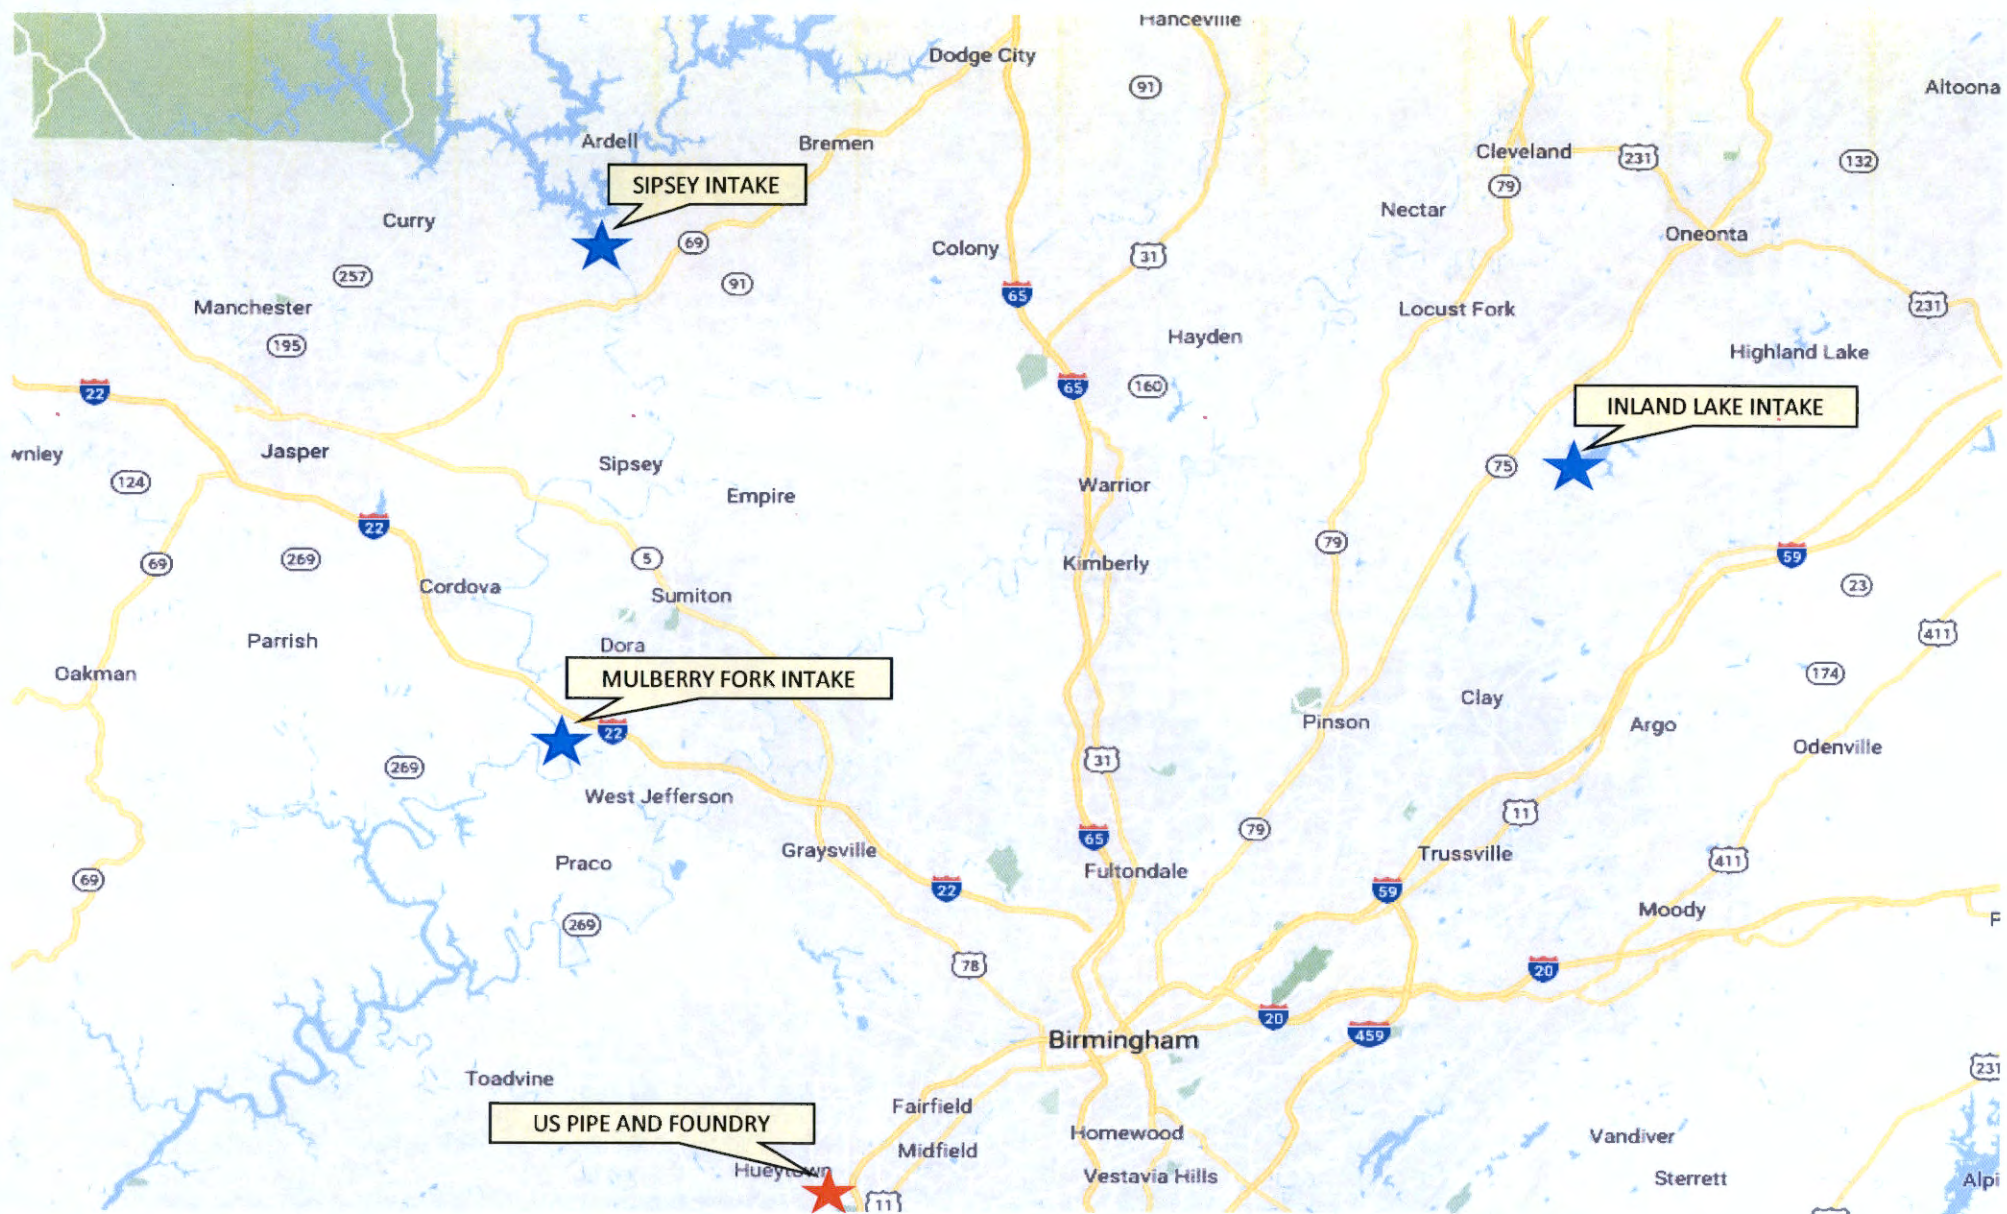 Hanceville
Dodge City
91
Altoona
Ardell
Bremen
Cleveland
231
132
SIPSEY INTAKE
79
Curry
Nectar
Oneonta
69
Colony
31
257
91
65
231
Manchester
Locust Fork
195
Hayden
Highland Lake
22
65
160
INLAND LAKE INTAKE
Jasper
Sipsey
75
124
Empire
Warrior
22
79
59
69
269
5
Kimberly
23
Cordova
Sumiton
411
Parrish
Dora
Oakman
MULBERRY FORK INTAKE
174
Clay
22
Pinson
Argo
Odenville
269
31
West Jefferson
11
79
65
Graysville
Trussville
411
Praco
Fultondale
69
22
59
Moody
269
78
20
20
459
Birmingham
231
Toadvine
Fairfield
US PIPE AND FOUNDRY
Homewood
Vandiver
Midfield
Hueytown
Vestavia Hills
Sterrett
Alpi
11